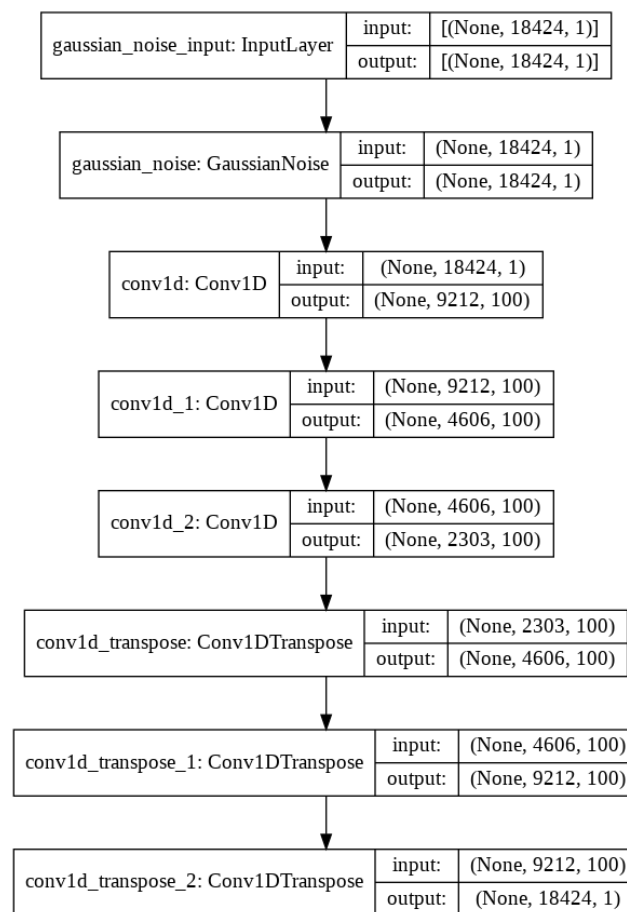 gaussian_noise_input: InputLayer
input: [(None, 18424, 1)]
output: [(None, 18424, 1)]
gaussian_noise: GaussianNoise
input: (None, 18424, 1)
output: (None, 18424, 1)
conv1d: Conv1D
input: (None, 18424, 1)
output: (None, 9212, 100)
conv1d_1: Conv1D
input: (None, 9212, 100)
output: (None, 4606, 100)
conv1d_2: Conv1D
input: (None, 4606, 100)
output: (None, 2303, 100)
conv1d_transpose: Conv1DTranspose
input: (None, 2303, 100)
output: (None, 4606, 100)
conv1d_transpose_1: Conv1DTranspose
input: (None, 4606, 100)
output: (None, 9212, 100)
conv1d_transpose_2: Conv1DTranspose
input: (None, 9212, 100)
output: (None, 18424, 1)